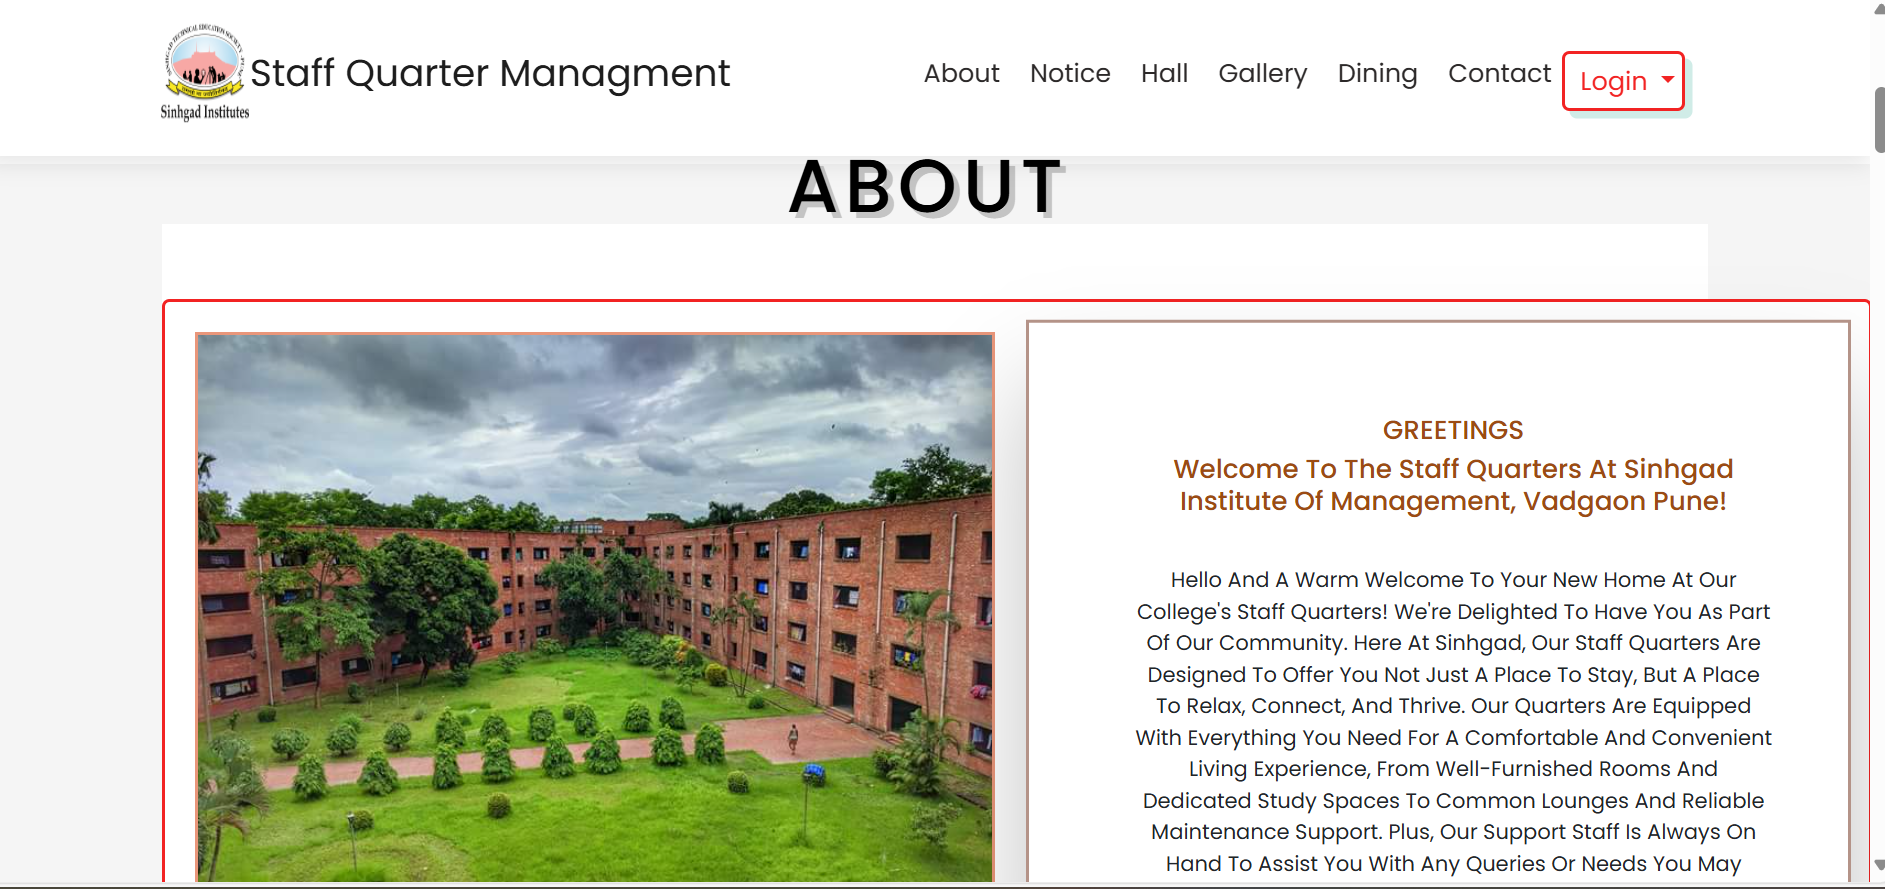 SINHGAD TECHNICAL EDUCATION SOCIETY
Sinhgad Institutes
Staff Quarter Managment
About Notice Hall Gallery Dining Contact Login
ABOUT
GREETINGS
Welcome To The Staff Quarters At Sinhgad
Institute Of Management, Vadgaon Pune!
Hello And A Warm Welcome To Your New Home At Our
College's Staff Quarters! We're Delighted To Have You As Part
Of Our Community. Here At Sinhgad, Our Staff Quarters Are
Designed To Offer You Not Just A Place To Stay, But A Place
To Relax, Connect, And Thrive. Our Quarters Are Equipped
With Everything You Need For A Comfortable And Convenient
Living Experience, From Well-Furnished Rooms And
Dedicated Study Spaces To Common Lounges And Reliable
Maintenance Support. Plus, Our Support Staff Is Always On
Hand To Assist You With Any Queries Or Needs You May